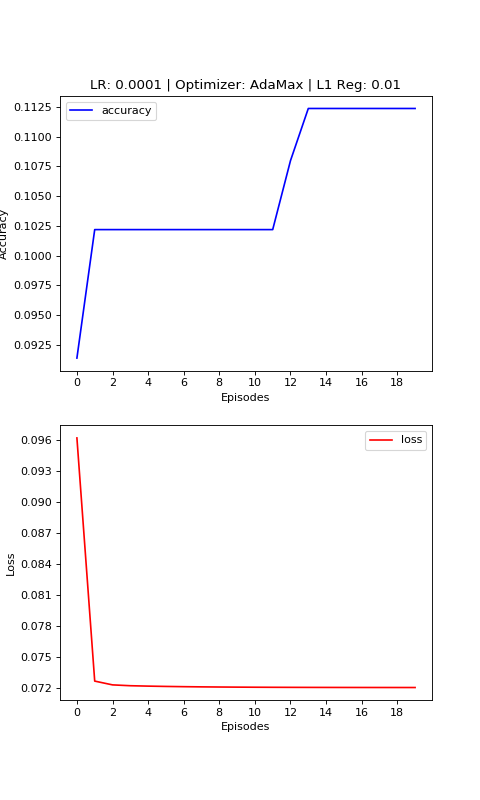 LR: 0.0001 | Optimizer: AdaMax | L1 Reg: 0.01
accuracy
0.1125
0.1100
0.1075
0.1050
0.1025
0.1000
0.0975
0.0950
0.0925
Accuracy
0 2 4 6 8 10 12 14 16 18
Episodes
loss
0.096
0.093
0.090
0.087
0.084
0.081
0.078
0.075
0.072
Loss
0 2 4 6 8 10 12 14 16 18
Episodes